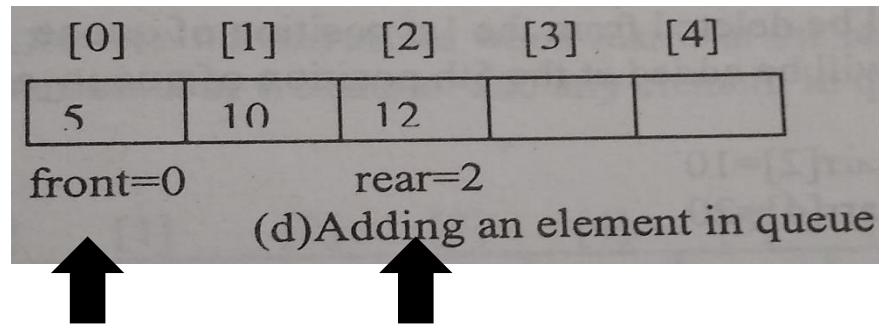 [0] [1] [2] [3] [4]
5 10 12
front=0 rear=2
(d)Adding an element in queue